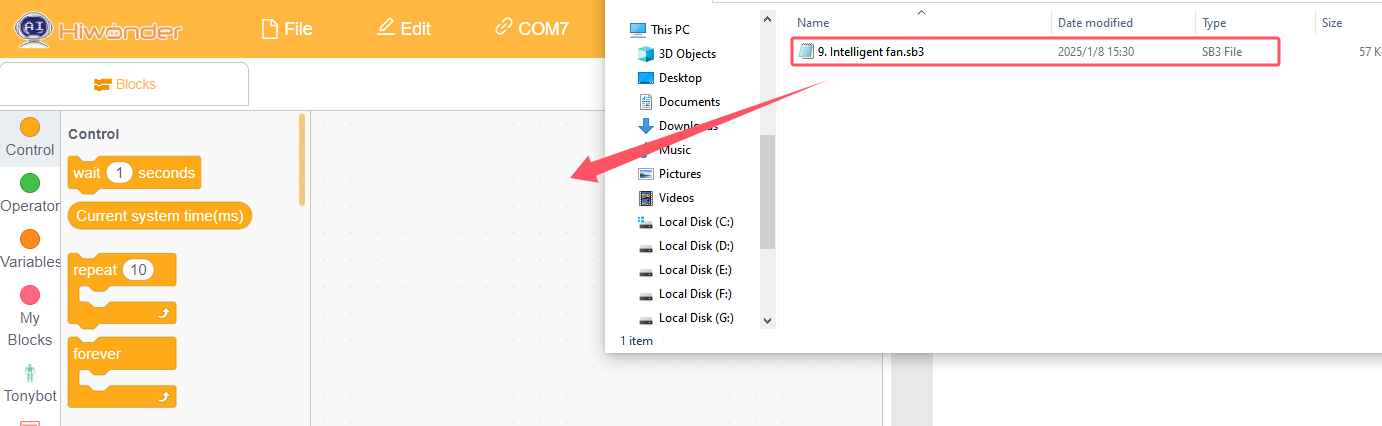 AI Hiwonder
File
Edit
COM7
Blocks
Control
Operator
Variables
My
Blocks
Tonybot
Control
wait 1 seconds
Current system time(ms)
repeat 10
forever
This PC
3D Objects
Desktop
Documents
Downloads
Music
Pictures
Videos
Local Disk (C:)
Local Disk (D:)
Local Disk (E:)
Local Disk (F:)
Local Disk (G:)
1 item
Name Date modified Type Size
9. Intelligent fan.sb3 2025/1/8 15:30 SB3 File 57 K